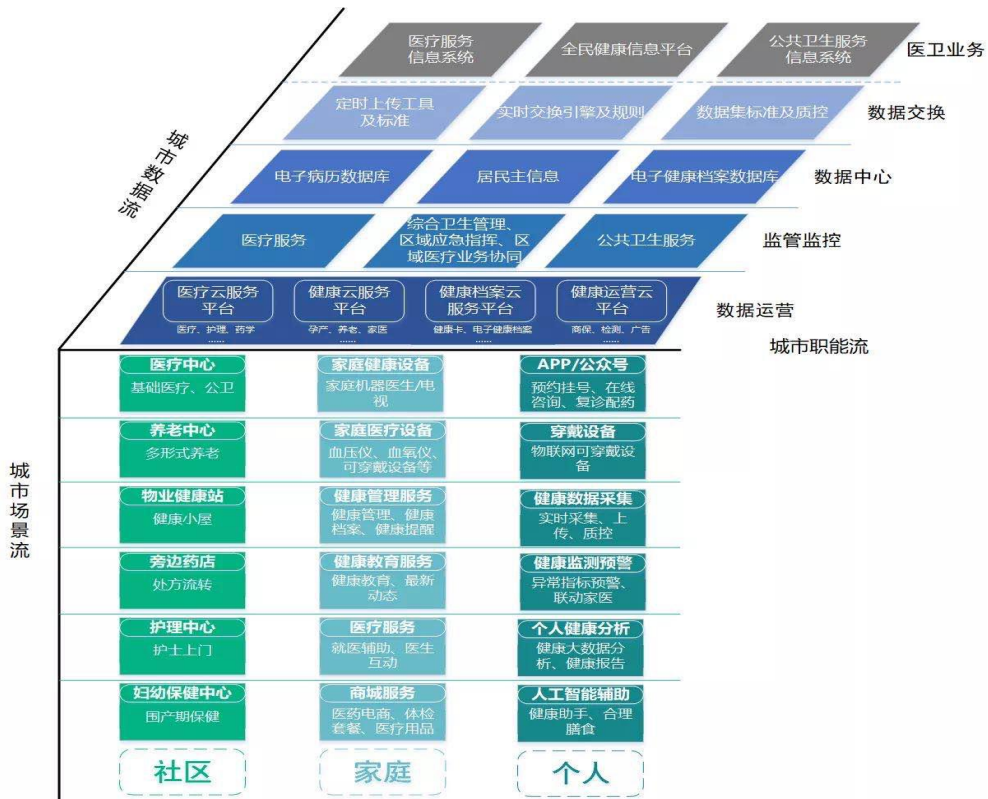 医疗服务
信息系统
全民健康信息平台
公共卫生服务
信息系统
医卫业务
定时上传工具
及标准
实时交换引擎及规则
数据集标准及质控
数据交换
城市数据流
电子病历数据库
居民主信息
电子健康档案数据库
数据中心
医疗服务
综合卫生管理、
区域应急指挥、区
域医疗业务协同
公共卫生服务
监管监控
医疗云服务
平台
医疗、护理、药学
......
健康云服务
平台
孕产、养老、家医
......
健康档案云
服务平台
健康卡、电子健康档案
......
健康运营云
平台
商保、检测、广告
......
数据运营
城市职能流
城市场景流
医疗中心
基础医疗、公卫
家庭健康设备
家庭机器医生/电
视
APP/公众号
预约挂号、在线
咨询、复诊配药
养老中心
多形式养老
家庭医疗设备
血压仪、血氧仪、
可穿戴设备等
穿戴设备
物联网可穿戴设
备
物业健康站
健康小屋
健康管理服务
健康管理、健康
档案、健康提醒
健康数据采集
实时采集、上
传、质控
旁边药店
处方流转
健康教育服务
健康教育、最新
动态
健康监测预警
异常指标预警、
联动家医
护理中心
护士上门
医疗服务
就医辅助、医生
互动
个人健康分析
健康大数据分
析、健康报告
妇幼保健中心
围产期保健
商城服务
医药电商、体检
套餐、医疗用品
人工智能辅助
健康助手、合理
膳食
社区
家庭
个人